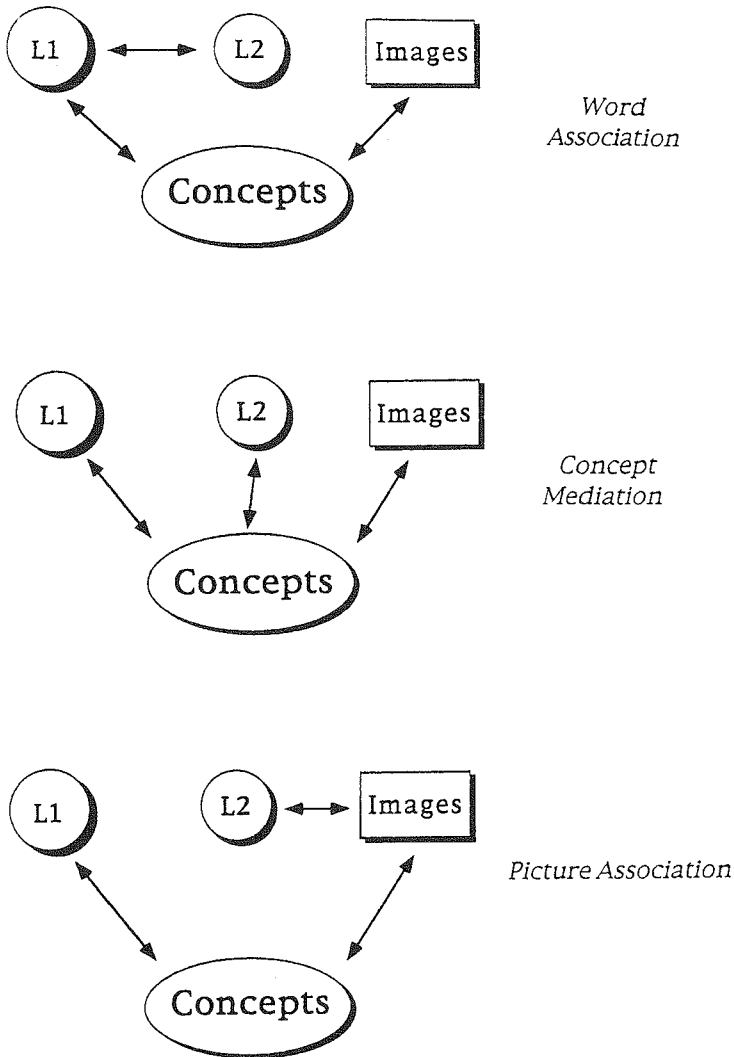 L1
L2
Images
Word
Association
Concepts
L1
L2
Images
Concept
Mediation
Concepts
L1
L2
Images
Picture Association
Concepts